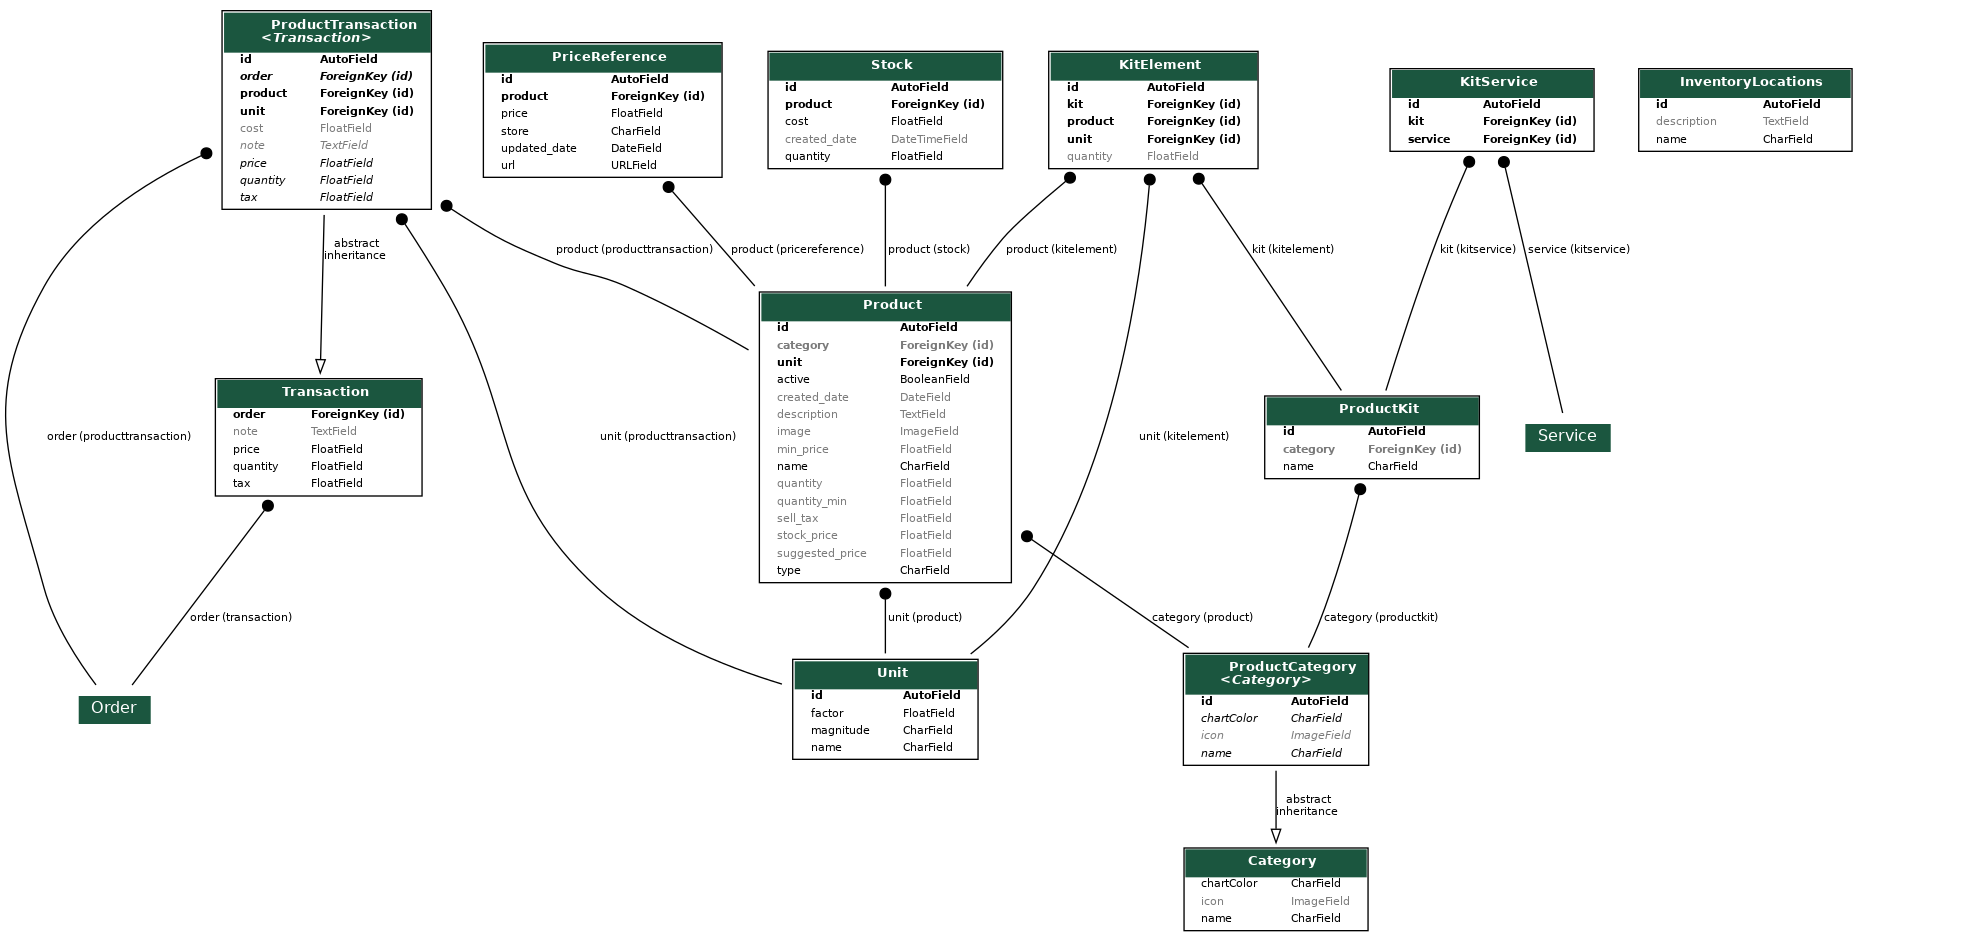 ProductTransaction
<Transaction>
id AutoField
order ForeignKey (id)
product ForeignKey (id)
unit ForeignKey (id)
cost FloatField
note TextField
price FloatField
quantity FloatField
tax FloatField
PriceReference
id AutoField
product ForeignKey (id)
price FloatField
store CharField
updated_date DateField
url URLField
Stock
id AutoField
product ForeignKey (id)
cost FloatField
created_date DateTimeField
quantity FloatField
KitElement
id AutoField
kit ForeignKey (id)
product ForeignKey (id)
unit ForeignKey (id)
quantity FloatField
KitService
id AutoField
kit ForeignKey (id)
service ForeignKey (id)
InventoryLocations
id AutoField
description TextField
name CharField
abstract
inheritance
product (producttransaction)
product (pricereference)
product (stock)
product (kitelement)
kit (kitelement)
kit (kitservice)
service (kitservice)
Transaction
order ForeignKey (id)
note TextField
price FloatField
quantity FloatField
tax FloatField
Product
id AutoField
category ForeignKey (id)
unit ForeignKey (id)
active BooleanField
created_date DateField
description TextField
image ImageField
min_price FloatField
name CharField
quantity FloatField
quantity_min FloatField
sell_tax FloatField
stock_price FloatField
suggested_price FloatField
type CharField
ProductKit
id AutoField
category ForeignKey (id)
name CharField
Service
order (producttransaction)
unit (producttransaction)
unit (kitelement)
order (transaction)
unit (product)
category (product)
category (productkit)
Order
Unit
id AutoField
factor FloatField
magnitude CharField
name CharField
ProductCategory
<Category>
id AutoField
chartColor CharField
icon ImageField
name CharField
abstract
inheritance
Category
chartColor CharField
icon ImageField
name CharField